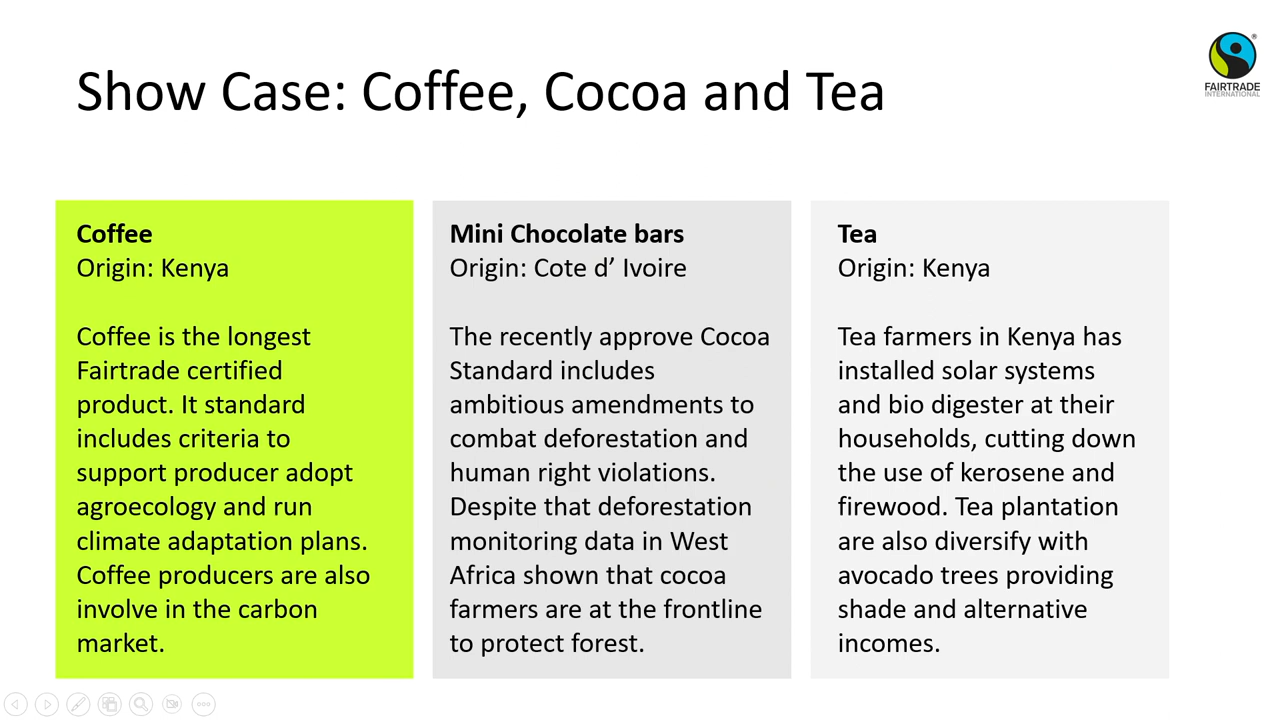 Show Case: Coffee, Cocoa and Tea
FAIRTRADE
INTERNATIONAL
Coffee
Origin: Kenya
Coffee is the longest
Fairtrade certified
product. It standard
includes criteria to
support producer adopt
agroecology and run
climate adaptation plans.
Coffee producers are also
involve in the carbon
market.
Mini Chocolate bars
Origin: Cote d’ Ivoire
The recently approve Cocoa
Standard includes
ambitious amendments to
combat deforestation and
human right violations.
Despite that deforestation
monitoring data in West
Africa shown that cocoa
farmers are at the frontline
to protect forest.
Tea
Origin: Kenya
Tea farmers in Kenya has
installed solar systems
and bio digester at their
households, cutting down
the use of kerosene and
firewood. Tea plantation
are also diversify with
avocado trees providing
shade and alternative
incomes.